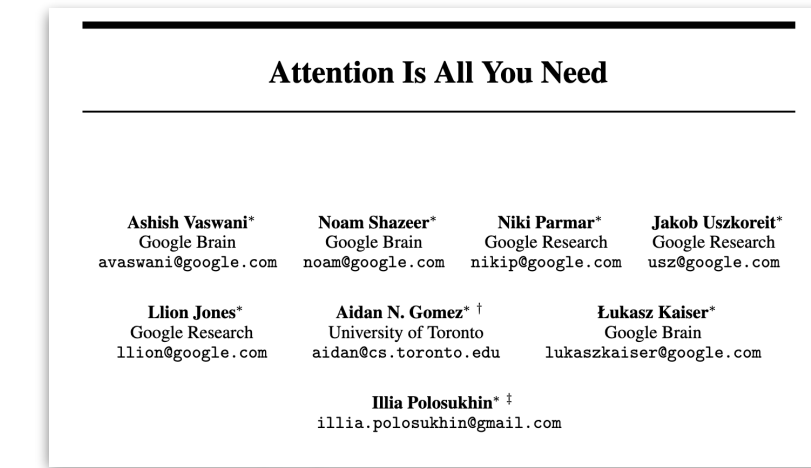 Attention Is All You Need
Ashish Vaswani* Noam Shazeer* Niki Parmar* Jakob Uszkoreit*
Google Brain Google Brain Google Research Google Research
avaswani@google.com noam@google.com nikip@google.com usz@google.com
Llion Jones* Aidan N. Gomez* † Łukasz Kaiser*
Google Research University of Toronto Google Brain
llion@google.com aidan@cs.toronto.edu lukaszkaiser@google.com
Illia Polosukhin* ‡
illia.polosukhin@gmail.com